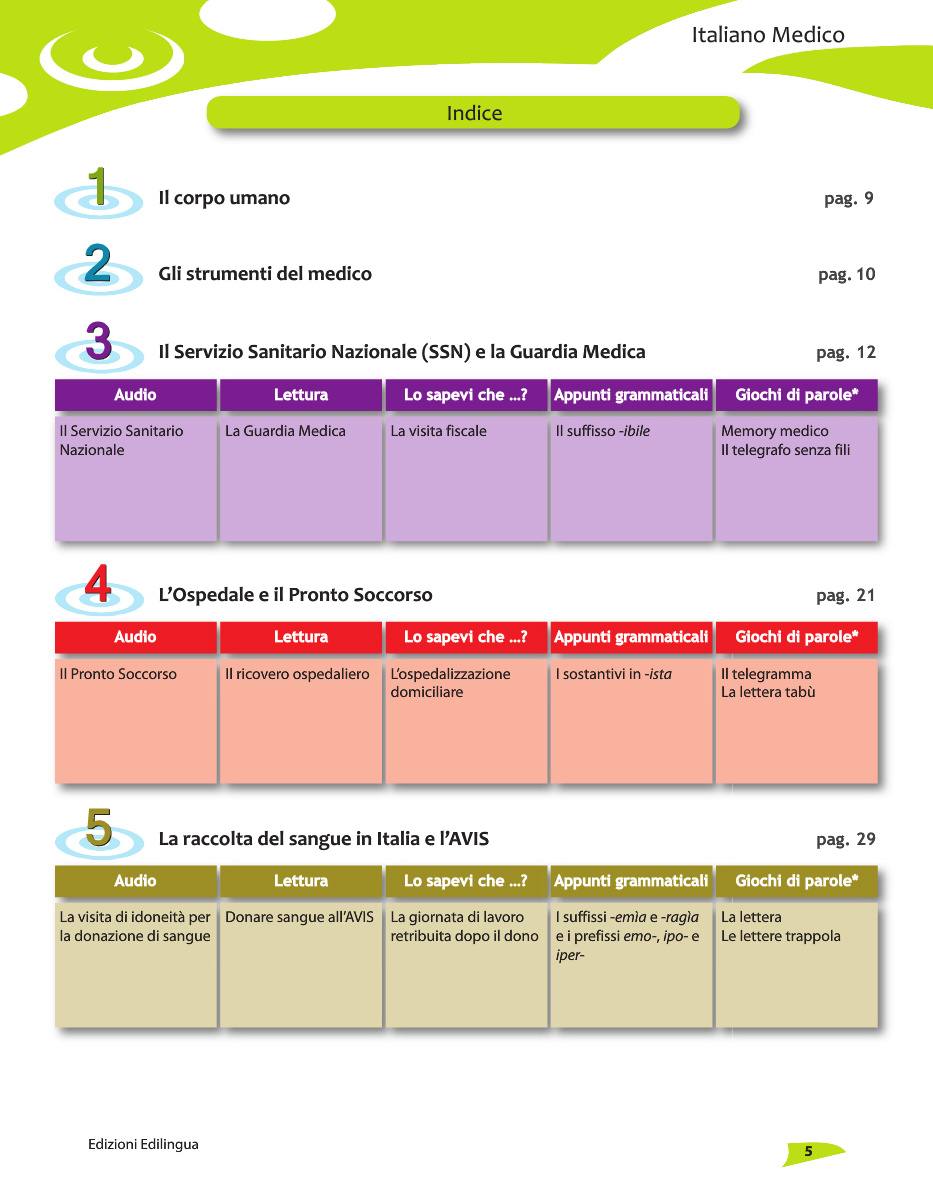 Italiano Medico
Indice
1 Il corpo umano pag. 9
2 Gli strumenti del medico pag. 10
3 Il Servizio Sanitario Nazionale (SSN) e la Guardia Medica pag. 12
Audio Lettura Lo sapevi che ...? Appunti grammaticali Giochi di parole*
Il Servizio Sanitario La Guardia Medica La visita fiscale Il suffisso -ibile Memory medico
Nazionale Il telegrafo senza fili
4 L'Ospedale e il Pronto Soccorso pag. 21
Audio Lettura Lo sapevi che ...? Appunti grammaticali Giochi di parole*
Il Pronto Soccorso Il ricovero ospedaliero L'ospedalizzazione I sostantivi in -ista Il telegramma
domiciliare La lettera tabù
5 La raccolta del sangue in Italia e l'AVIS pag. 29
Audio Lettura Lo sapevi che ...? Appunti grammaticali Giochi di parole*
La visita di idoneità per Donare sangue all'AVIS La giornata di lavoro I suffissi -emìa e -ragìa La lettera
la donazione di sangue retribuita dopo il dono e i prefissi emo-, ipo- e Le lettere trappola
iper-
Edizioni Edilingua
5